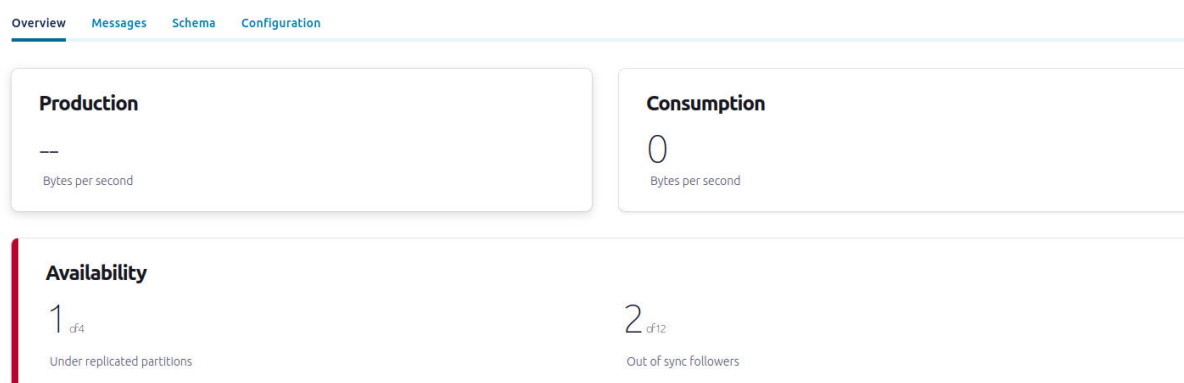 Overview Messages Schema Configuration
Production
--
Bytes per second
Consumption
0
Bytes per second
Availability
1 of 4
Under replicated partitions
2 of 12
Out of sync followers